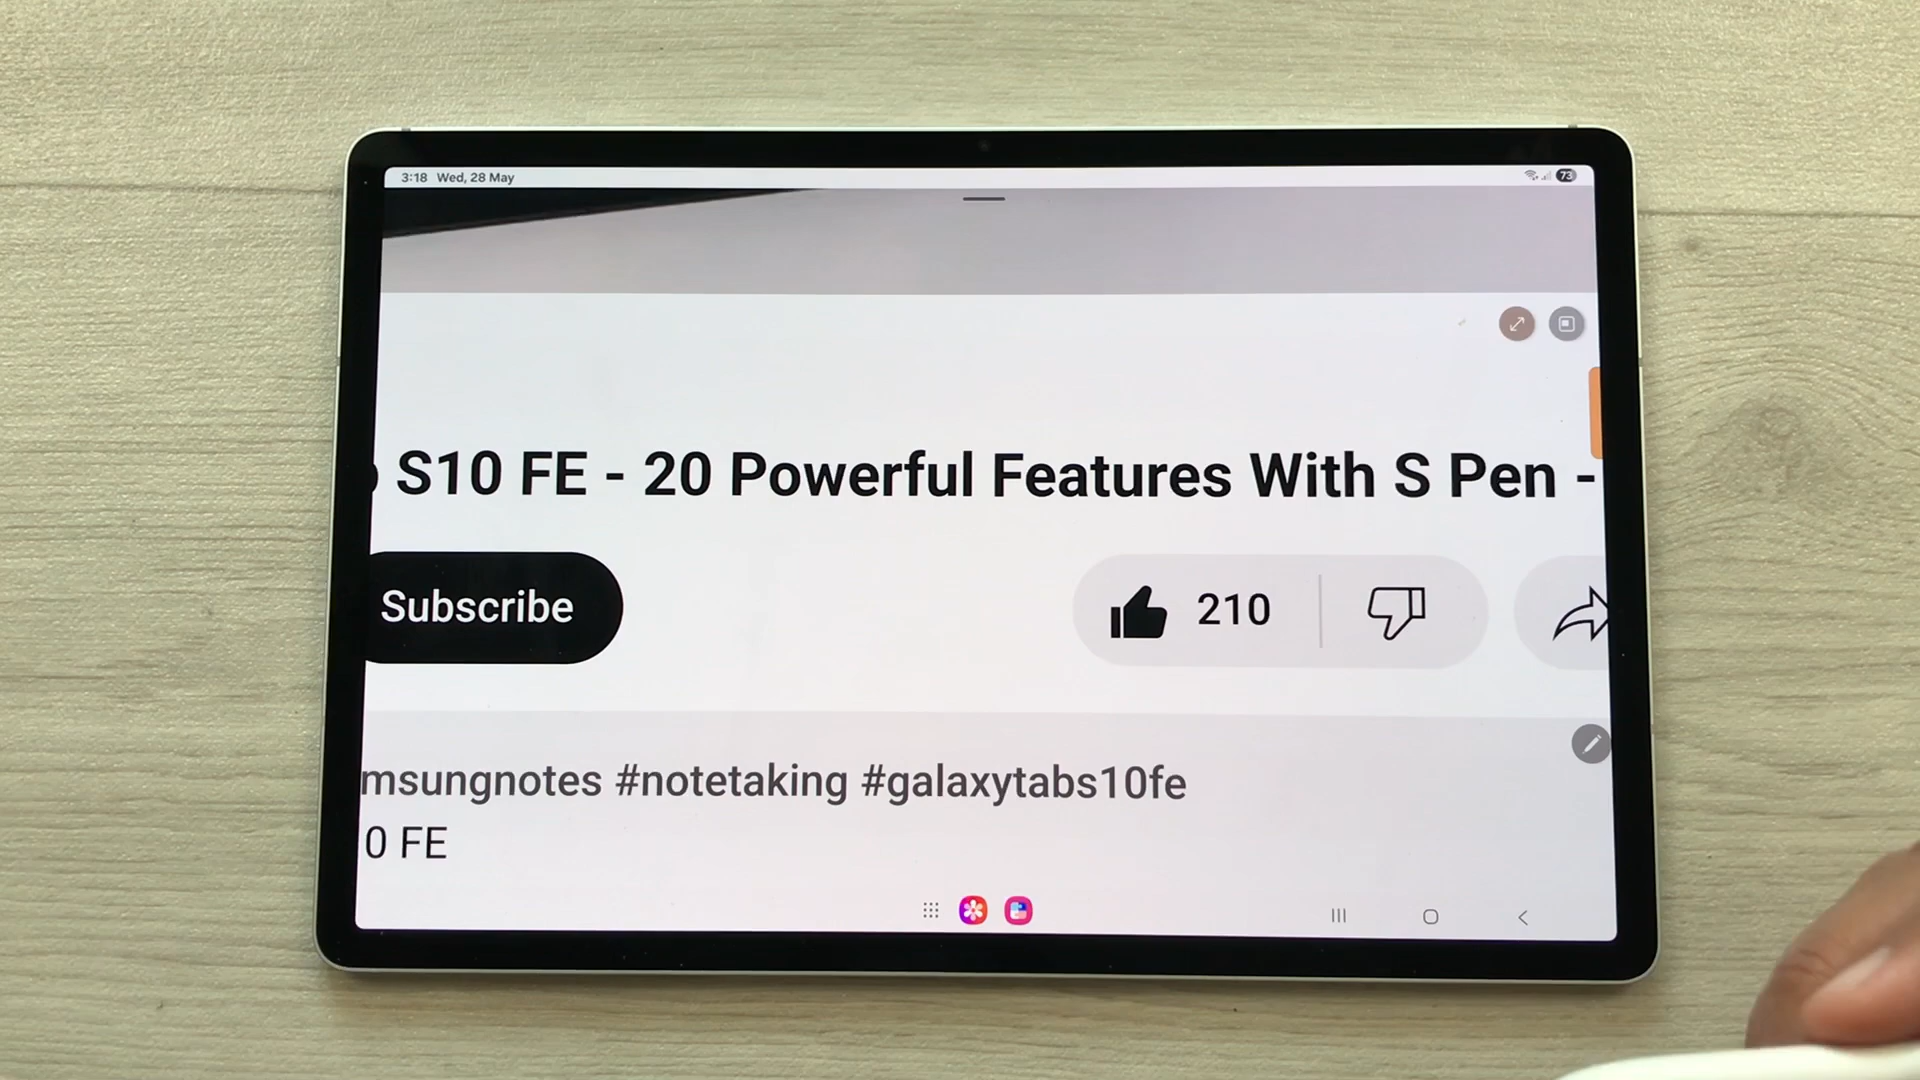 3:18 Wed, 28 May
73
S10 FE - 20 Powerful Features With S Pen -
Subscribe
210
msungnotes #notetaking #galaxytabs10fe
0 FE